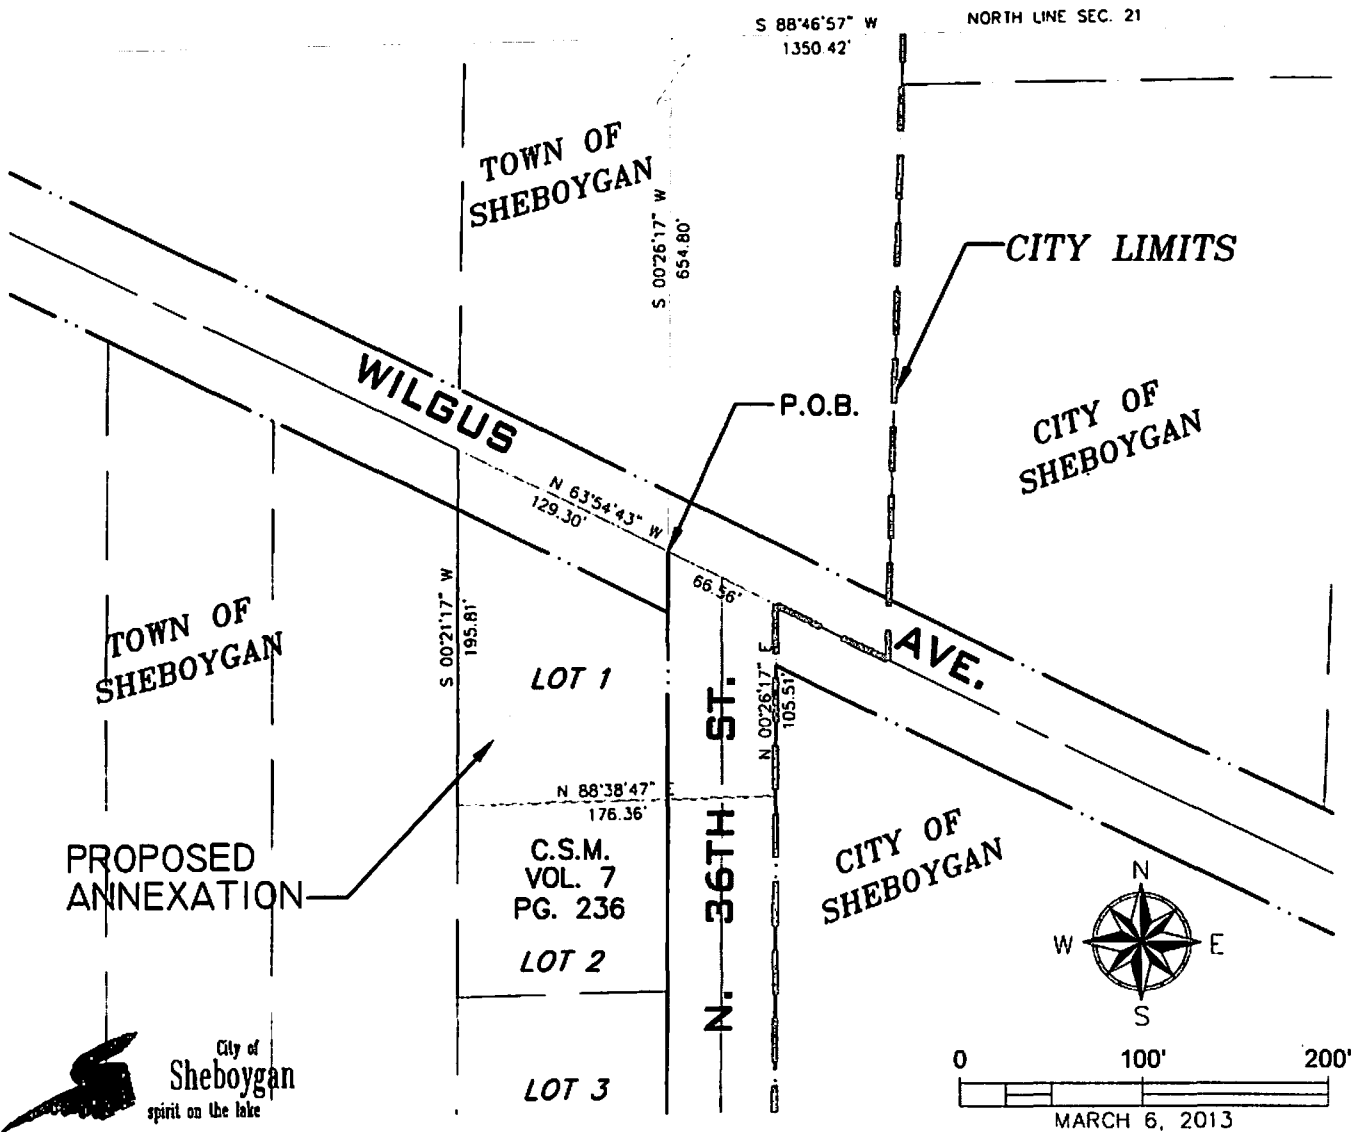 S 88°46'57" W
1350.42'
NORTH LINE SEC. 21
TOWN OF
SHEBOYGAN
S 00°26'17" W
654.80'
CITY LIMITS
WILGUS
P.O.B.
CITY OF
SHEBOYGAN
N 63°54'43" W
129.30'
66.56'
S 00°21'17" W
195.81'
TOWN OF
SHEBOYGAN
LOT 1
AVE.
N 00°26'17" E
105.51'
N. 36TH ST.
N 88°38'47" E
176.36'
PROPOSED
ANNEXATION
C.S.M.
VOL. 7
PG. 236
CITY OF
SHEBOYGAN
LOT 2
N
W E
S
LOT 3
City of
Sheboygan
spirit on the lake
0 100' 200'
MARCH 6, 2013